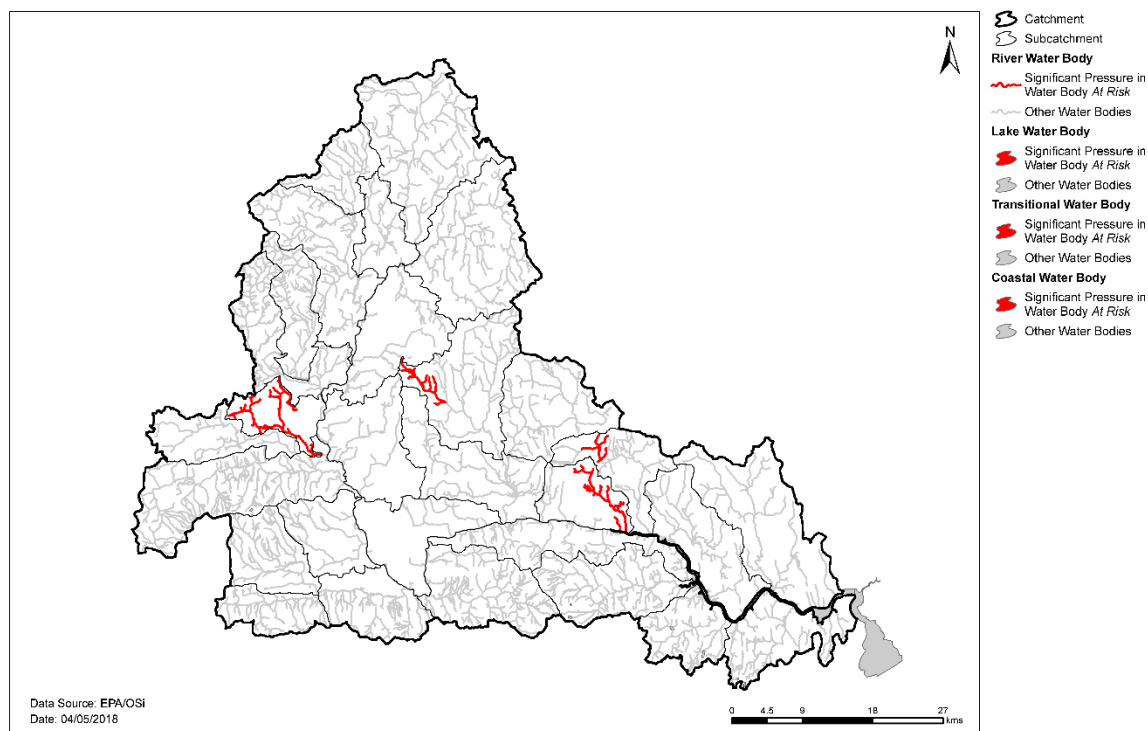 N
Data Source: EPA/OSi
Date: 04/05/2018
0 4.5 9 18 27
kms
Catchment
Subcatchment
River Water Body
Significant Pressure in
Water Body At Risk
Other Water Bodies
Lake Water Body
Significant Pressure in
Water Body At Risk
Other Water Bodies
Transitional Water Body
Significant Pressure in
Water Body At Risk
Other Water Bodies
Coastal Water Body
Significant Pressure in
Water Body At Risk
Other Water Bodies